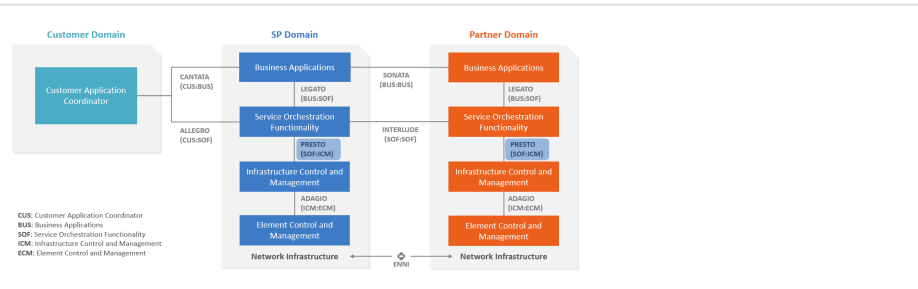 Customer Domain
SP Domain
Partner Domain
Customer Application
Coordinator
CANTATA
(CUS:BUS)
ALLEGRO
(CUS:SOF)
Business Applications
LEGATO
(BUS:SOF)
Service Orchestration
Functionality
PRESTO
(SOF:ICM)
Infrastructure Control and
Management
ADAGIO
(ICM:ECM)
Element Control and
Management
Network Infrastructure
SONATA
(BUS:BUS)
INTERLUDE
(SOF:SOF)
ENNI
Business Applications
LEGATO
(BUS:SOF)
Service Orchestration
Functionality
PRESTO
(SOF:ICM)
Infrastructure Control and
Management
ADAGIO
(ICM:ECM)
Element Control and
Management
Network Infrastructure
CUS: Customer Application Coordinator
BUS: Business Applications
SOF: Service Orchestration Functionality
ICM: Infrastructure Control and Management
ECM: Element Control and Management